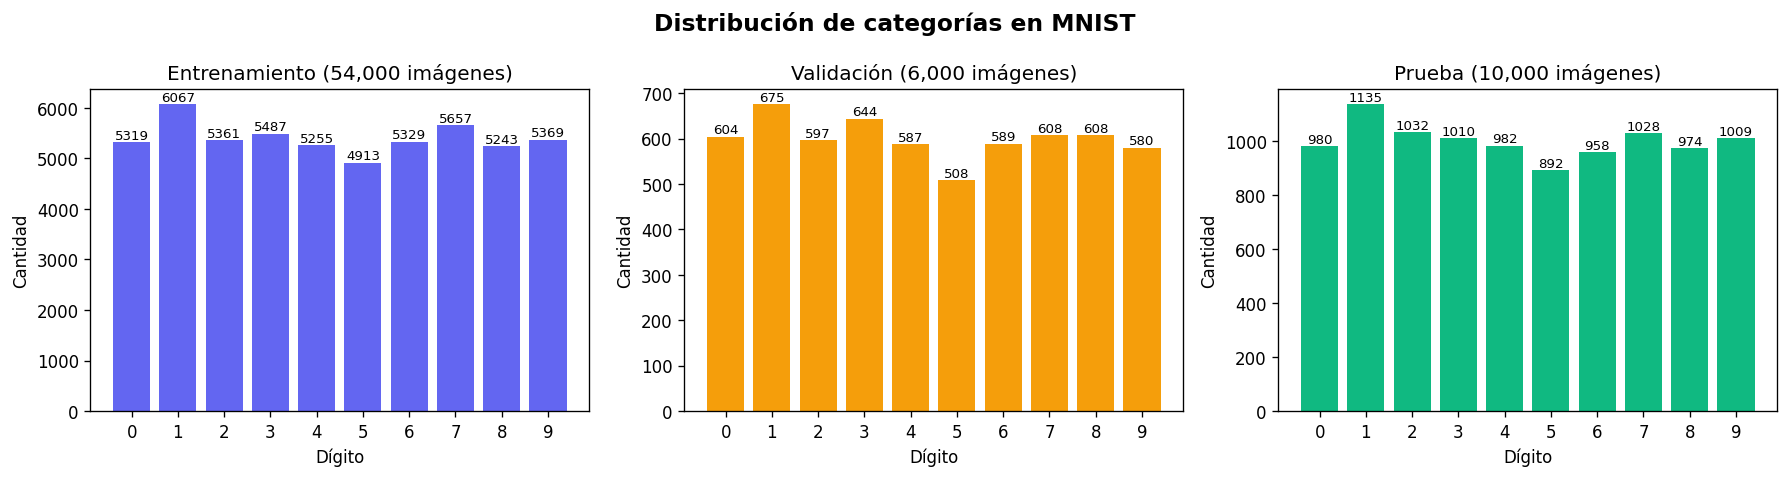 Distribución de categorías en MNIST
Entrenamiento (54,000 imágenes)
6067
5319 5361 5487 5255 4913 5329 5657 5243 5369
6000
5000
4000
3000
2000
1000
0
Cantidad
0 1 2 3 4 5 6 7 8 9
Dígito
Validación (6,000 imágenes)
604 675 597 644 587 508 589 608 608 580
700
600
500
400
300
200
100
0
Cantidad
0 1 2 3 4 5 6 7 8 9
Dígito
Prueba (10,000 imágenes)
980 1135 1032 1010 982 892 958 1028 974 1009
1000
800
600
400
200
0
Cantidad
0 1 2 3 4 5 6 7 8 9
Dígito